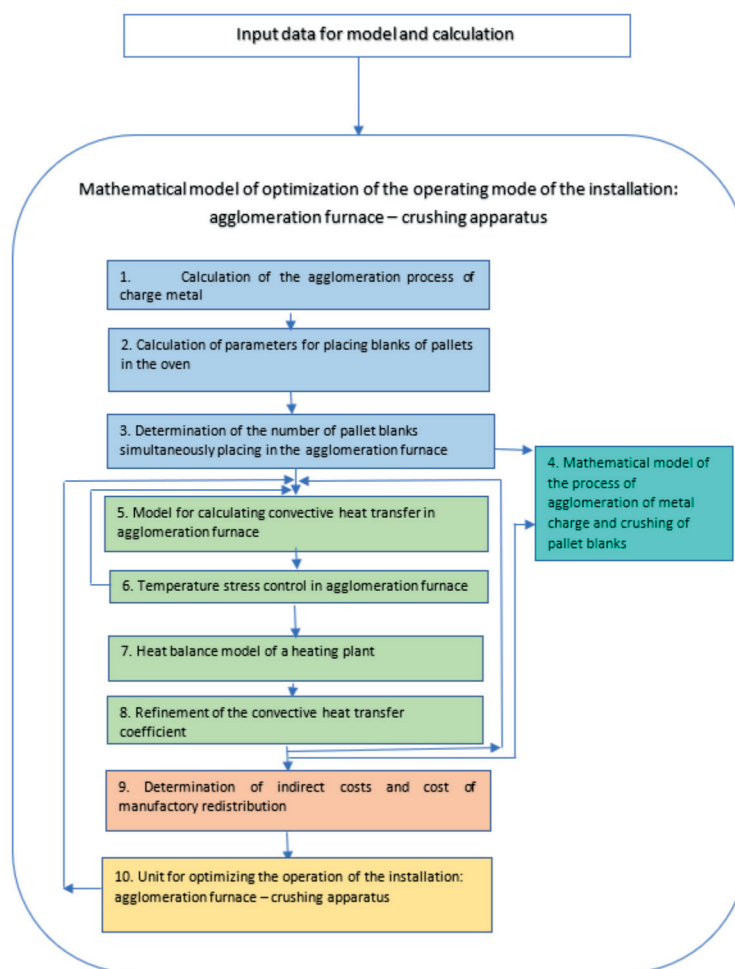 Input data for model and calculation
Mathematical model of optimization of the operating mode of the installation:
agglomeration furnace – crushing apparatus
1. Calculation of the agglomeration process of
charge metal
2. Calculation of parameters for placing blanks of pallets
in the oven
3. Determination of the number of pallet blanks
simultaneously placing in the agglomeration furnace
4. Mathematical model of
the process of
agglomeration of metal
charge and crushing of
pallet blanks
5. Model for calculating convective heat transfer in
agglomeration furnace
6. Temperature stress control in agglomeration furnace
7. Heat balance model of a heating plant
8. Refinement of the convective heat transfer
coefficient
9. Determination of indirect costs and cost of
manufactory redistribution
10. Unit for optimizing the operation of the installation:
agglomeration furnace – crushing apparatus